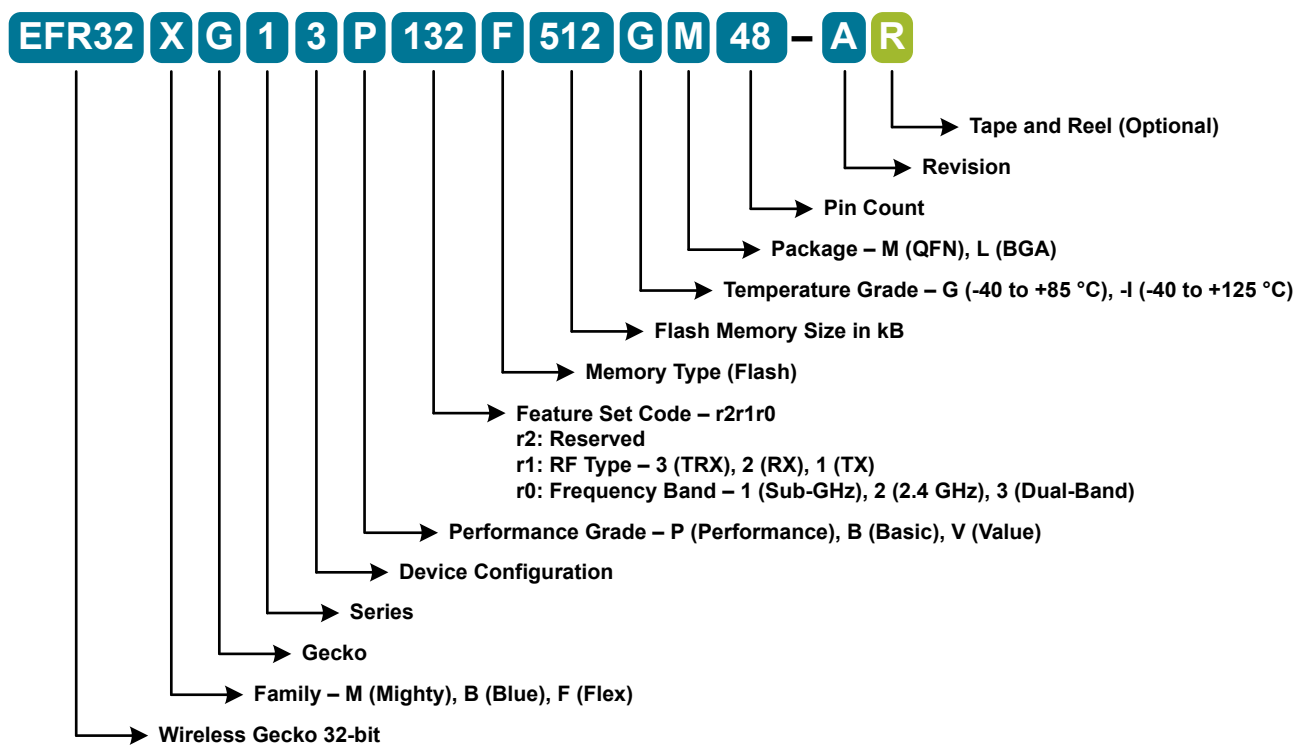 EFR32 X G 1 3 P 132 F 512 G M 48 – A R
Tape and Reel (Optional)
Revision
Pin Count
Package – M (QFN), L (BGA)
Temperature Grade – G (-40 to +85 °C), -I (-40 to +125 °C)
Flash Memory Size in kB
Memory Type (Flash)
Feature Set Code – r2r1r0
r2: Reserved
r1: RF Type – 3 (TRX), 2 (RX), 1 (TX)
r0: Frequency Band – 1 (Sub-GHz), 2 (2.4 GHz), 3 (Dual-Band)
Performance Grade – P (Performance), B (Basic), V (Value)
Device Configuration
Series
Gecko
Family – M (Mighty), B (Blue), F (Flex)
Wireless Gecko 32-bit